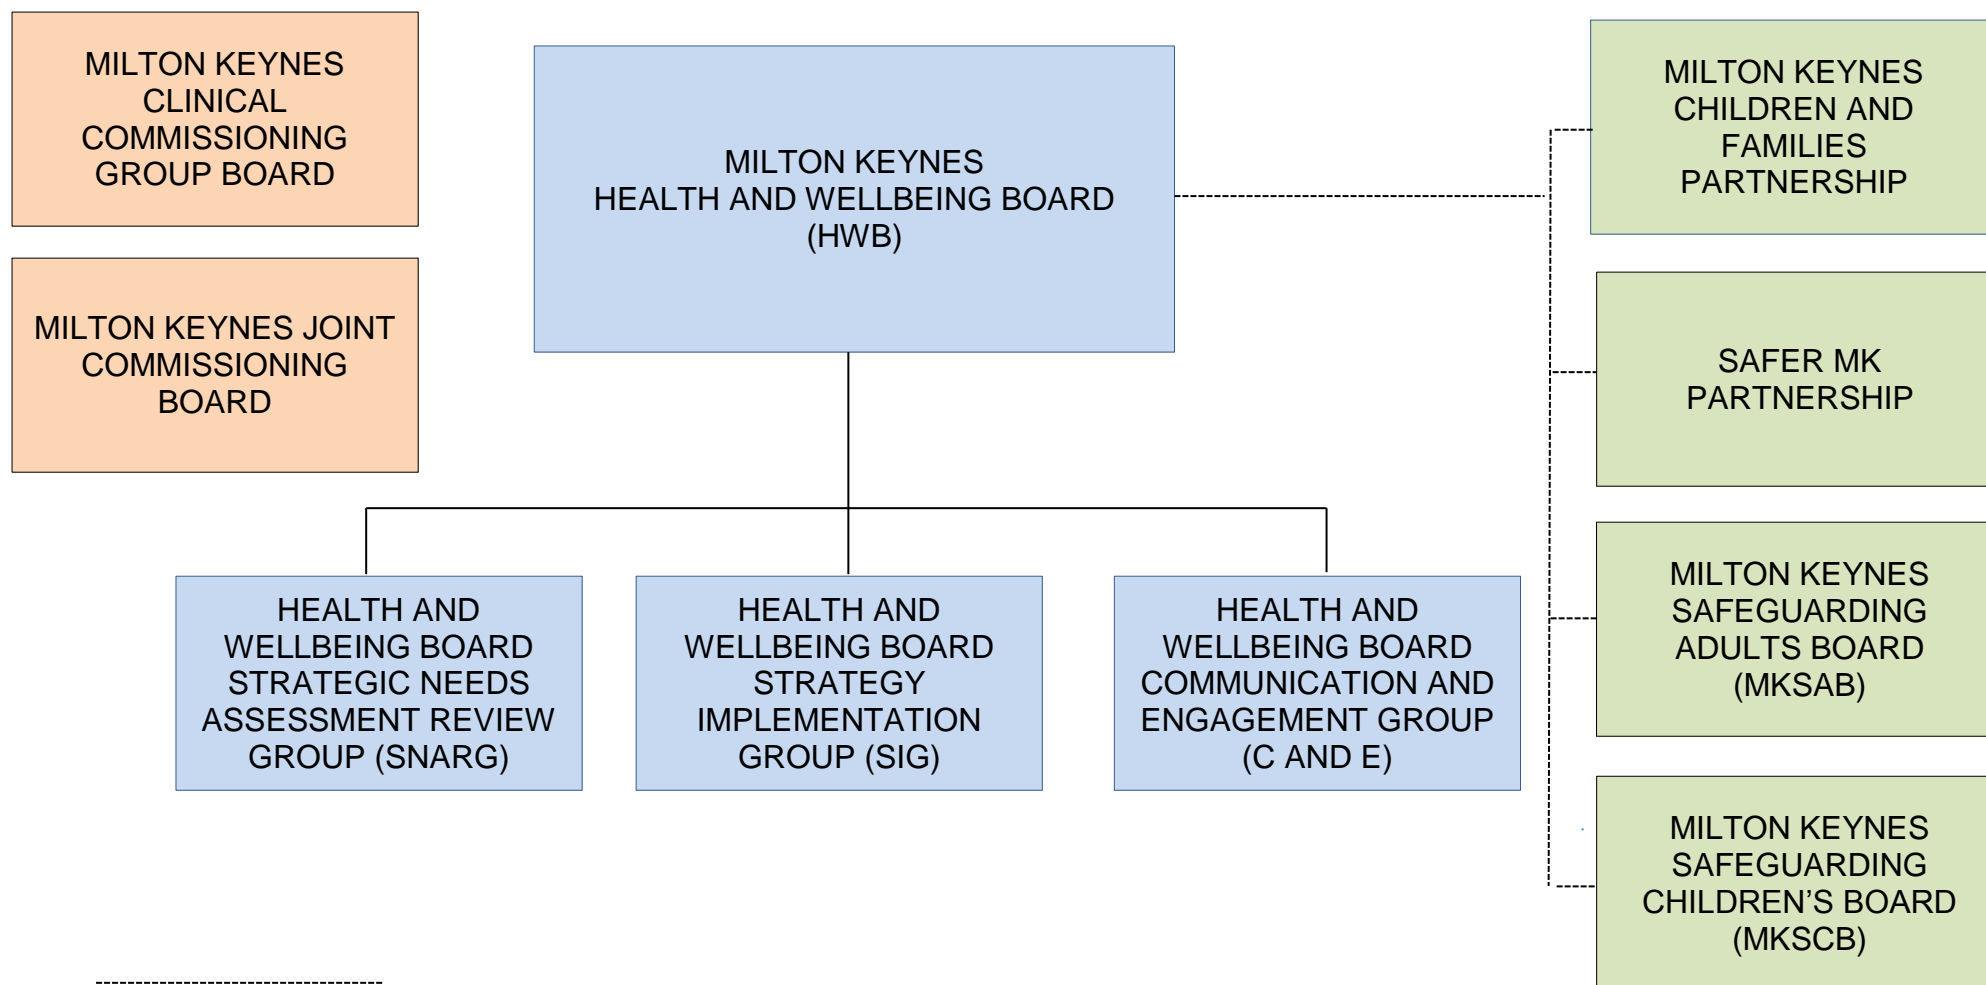 MILTON KEYNES
CLINICAL
COMMISSIONING
GROUP BOARD
MILTON KEYNES JOINT
COMMISSIONING
BOARD
MILTON KEYNES
HEALTH AND WELLBEING BOARD
(HWB)
MILTON KEYNES
CHILDREN AND
FAMILIES
PARTNERSHIP
SAFER MK
PARTNERSHIP
MILTON KEYNES
SAFEGUARDING
ADULTS BOARD
(MKSAB)
MILTON KEYNES
SAFEGUARDING
CHILDREN’S BOARD
(MKSCB)
HEALTH AND
WELLBEING BOARD
STRATEGIC NEEDS
ASSESSMENT REVIEW
GROUP (SNARG)
HEALTH AND
WELLBEING BOARD
STRATEGY
IMPLEMENTATION
GROUP (SIG)
HEALTH AND
WELLBEING BOARD
COMMUNICATION AND
ENGAGEMENT GROUP
(C AND E)